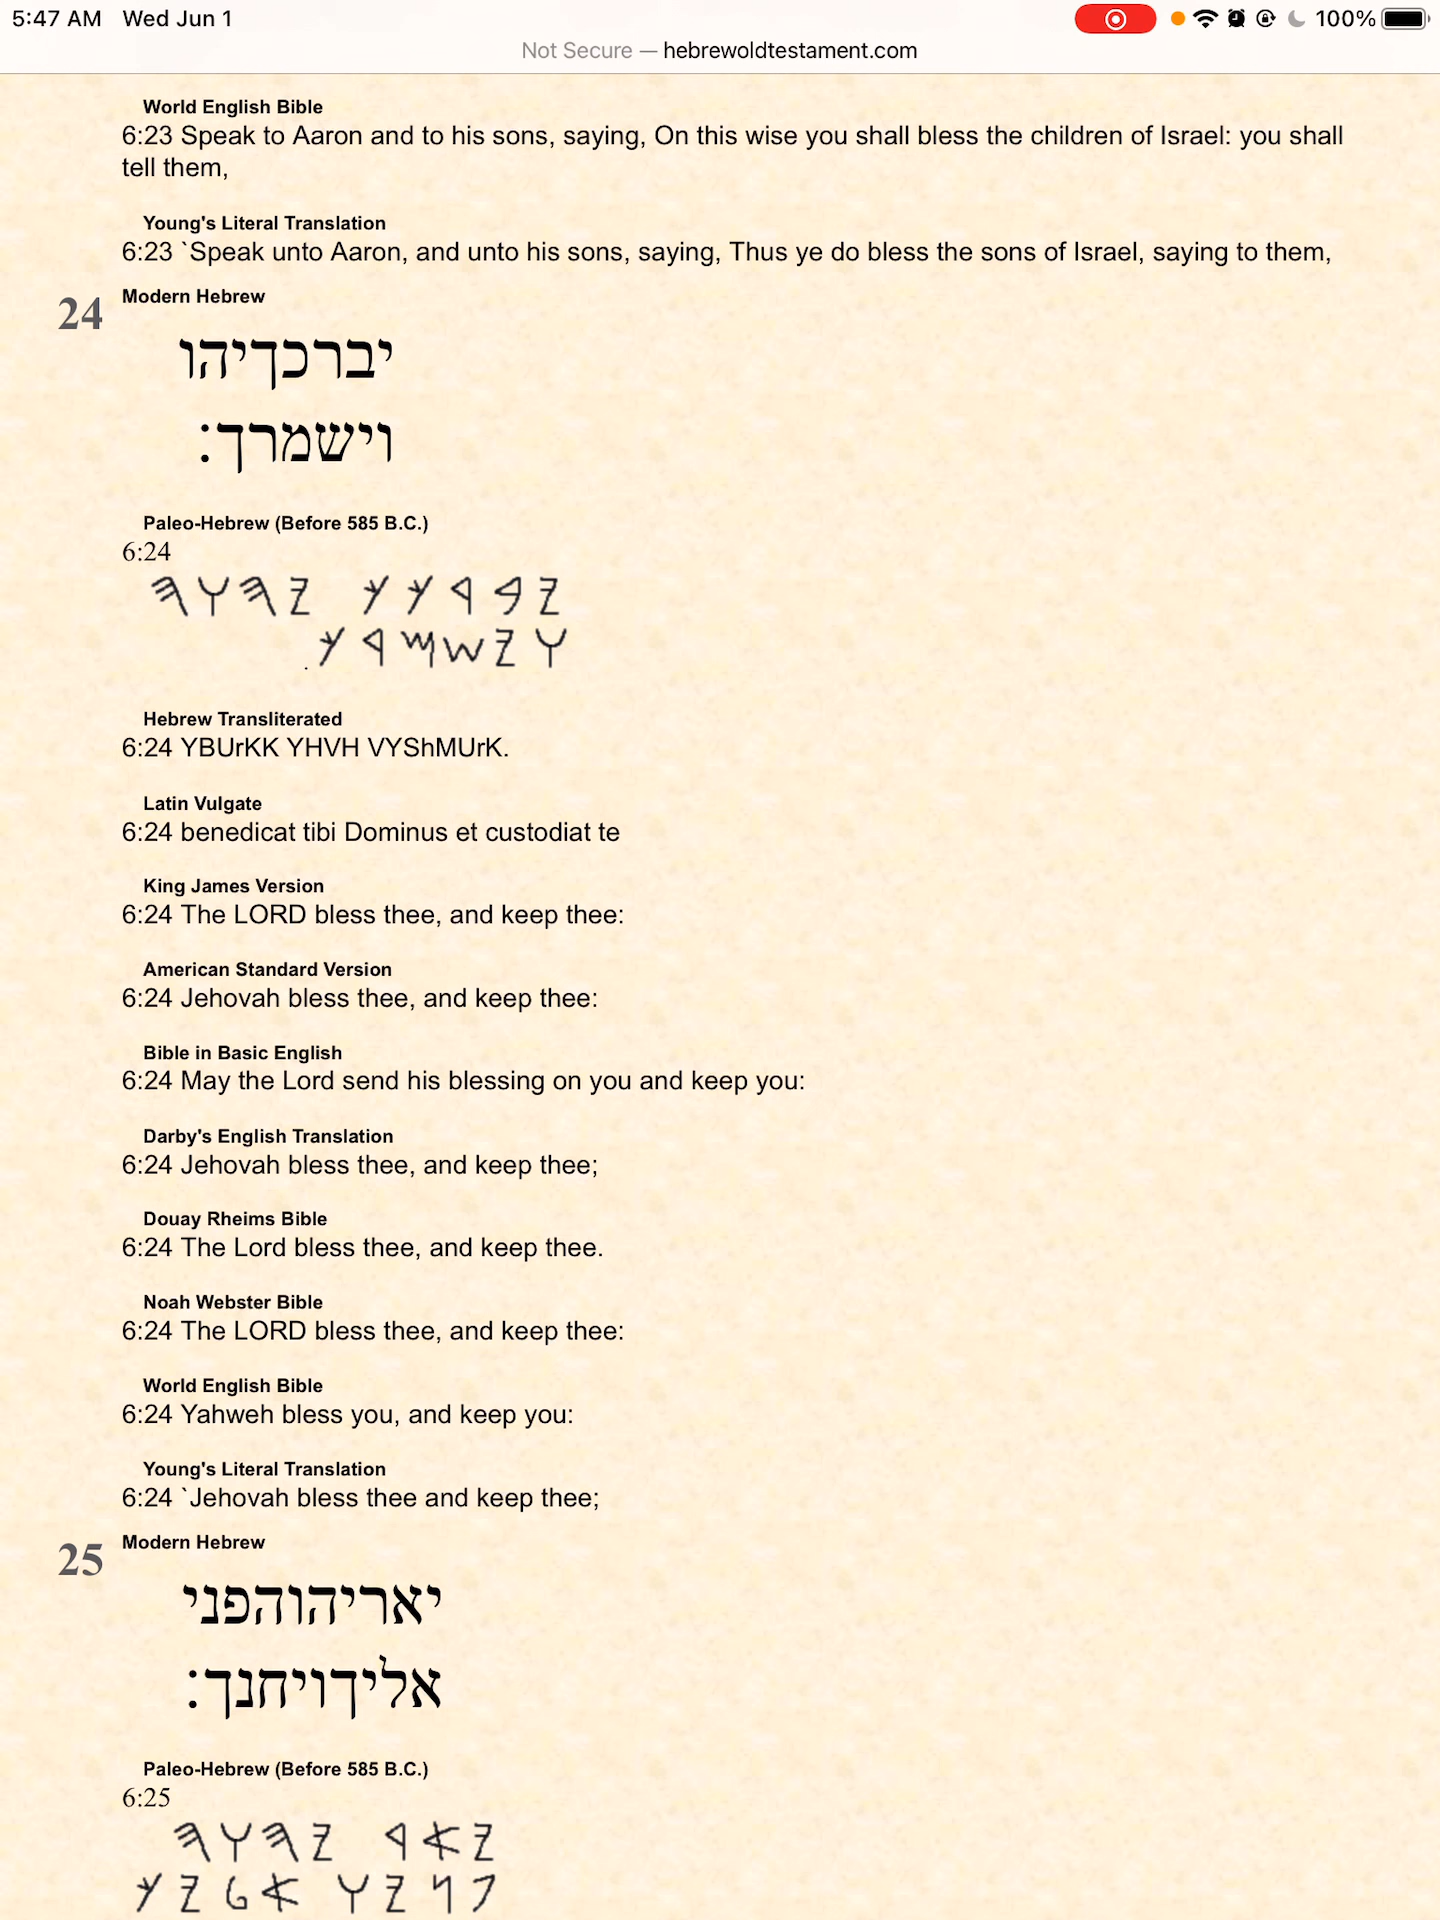 5:47 AM Wed Jun 1
100%
Not Secure — hebrewoldtestament.com
World English Bible
6:23 Speak to Aaron and to his sons, saying, On this wise you shall bless the children of Israel: you shall
tell them,
Young's Literal Translation
6:23 `Speak unto Aaron, and unto his sons, saying, Thus ye do bless the sons of Israel, saying to them,
24 Modern Hebrew
יברכךיהו
וישמרך:
Paleo-Hebrew (Before 585 B.C.)
6:24
𐤉𐤁𐤓𐤊𐤊 𐤉𐤄𐤅𐤄
𐤅𐤉𐤔𐤌𐤓𐤊.
Hebrew Transliterated
6:24 YBUrKK YHVH VYShMUrK.
Latin Vulgate
6:24 benedicat tibi Dominus et custodiat te
King James Version
6:24 The LORD bless thee, and keep thee:
American Standard Version
6:24 Jehovah bless thee, and keep thee:
Bible in Basic English
6:24 May the Lord send his blessing on you and keep you:
Darby's English Translation
6:24 Jehovah bless thee, and keep thee;
Douay Rheims Bible
6:24 The Lord bless thee, and keep thee.
Noah Webster Bible
6:24 The LORD bless thee, and keep thee:
World English Bible
6:24 Yahweh bless you, and keep you:
Young's Literal Translation
6:24 `Jehovah bless thee and keep thee;
25 Modern Hebrew
יאריהוהפני
אליךויחנך:
Paleo-Hebrew (Before 585 B.C.)
6:25
𐤉𐤀𐤓 𐤉𐤄𐤅𐤄
𐤐𐤍𐤉𐤅 𐤀𐤋𐤉𐤊